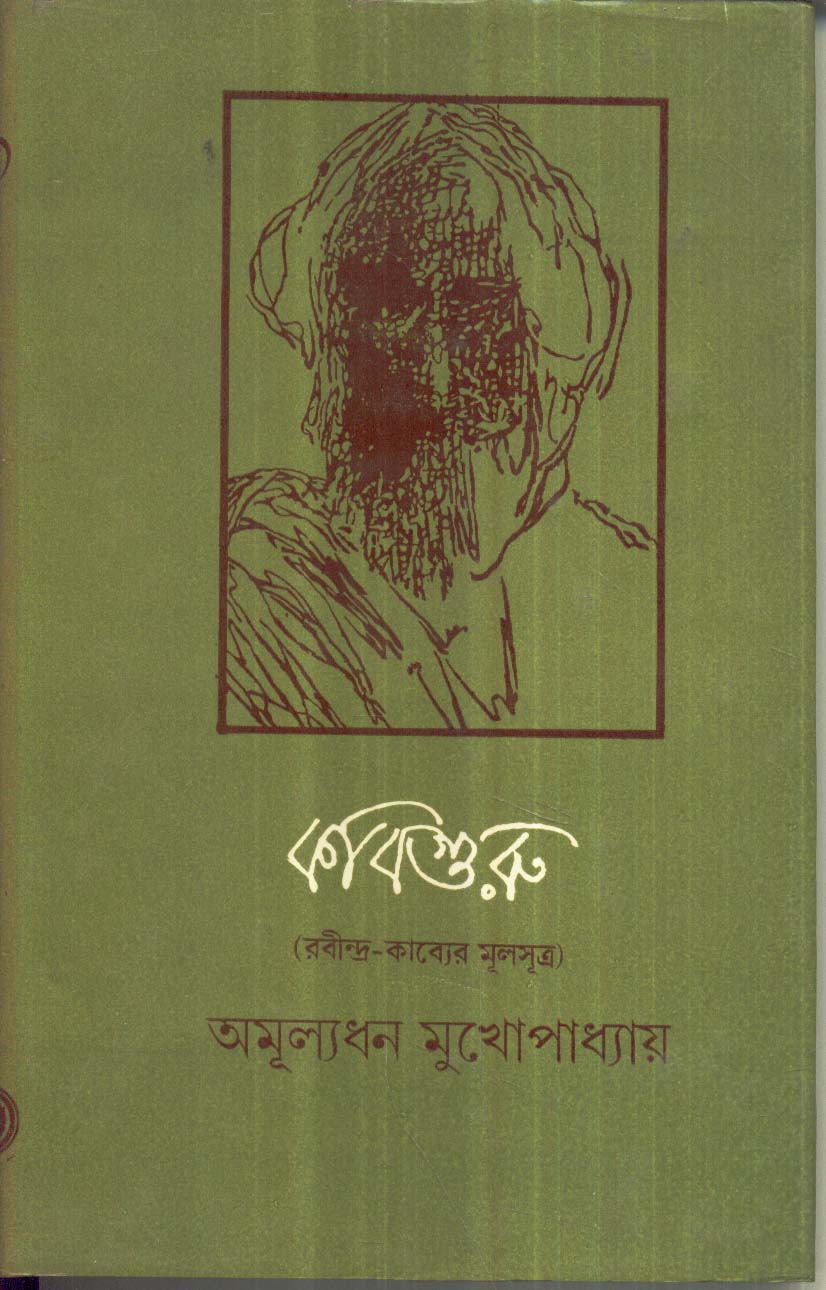 কবিগুরু
(রবীন্দ্র-কাব্যের মূলসূত্র)
অমূল্যধন মুখোপাধ্যায়